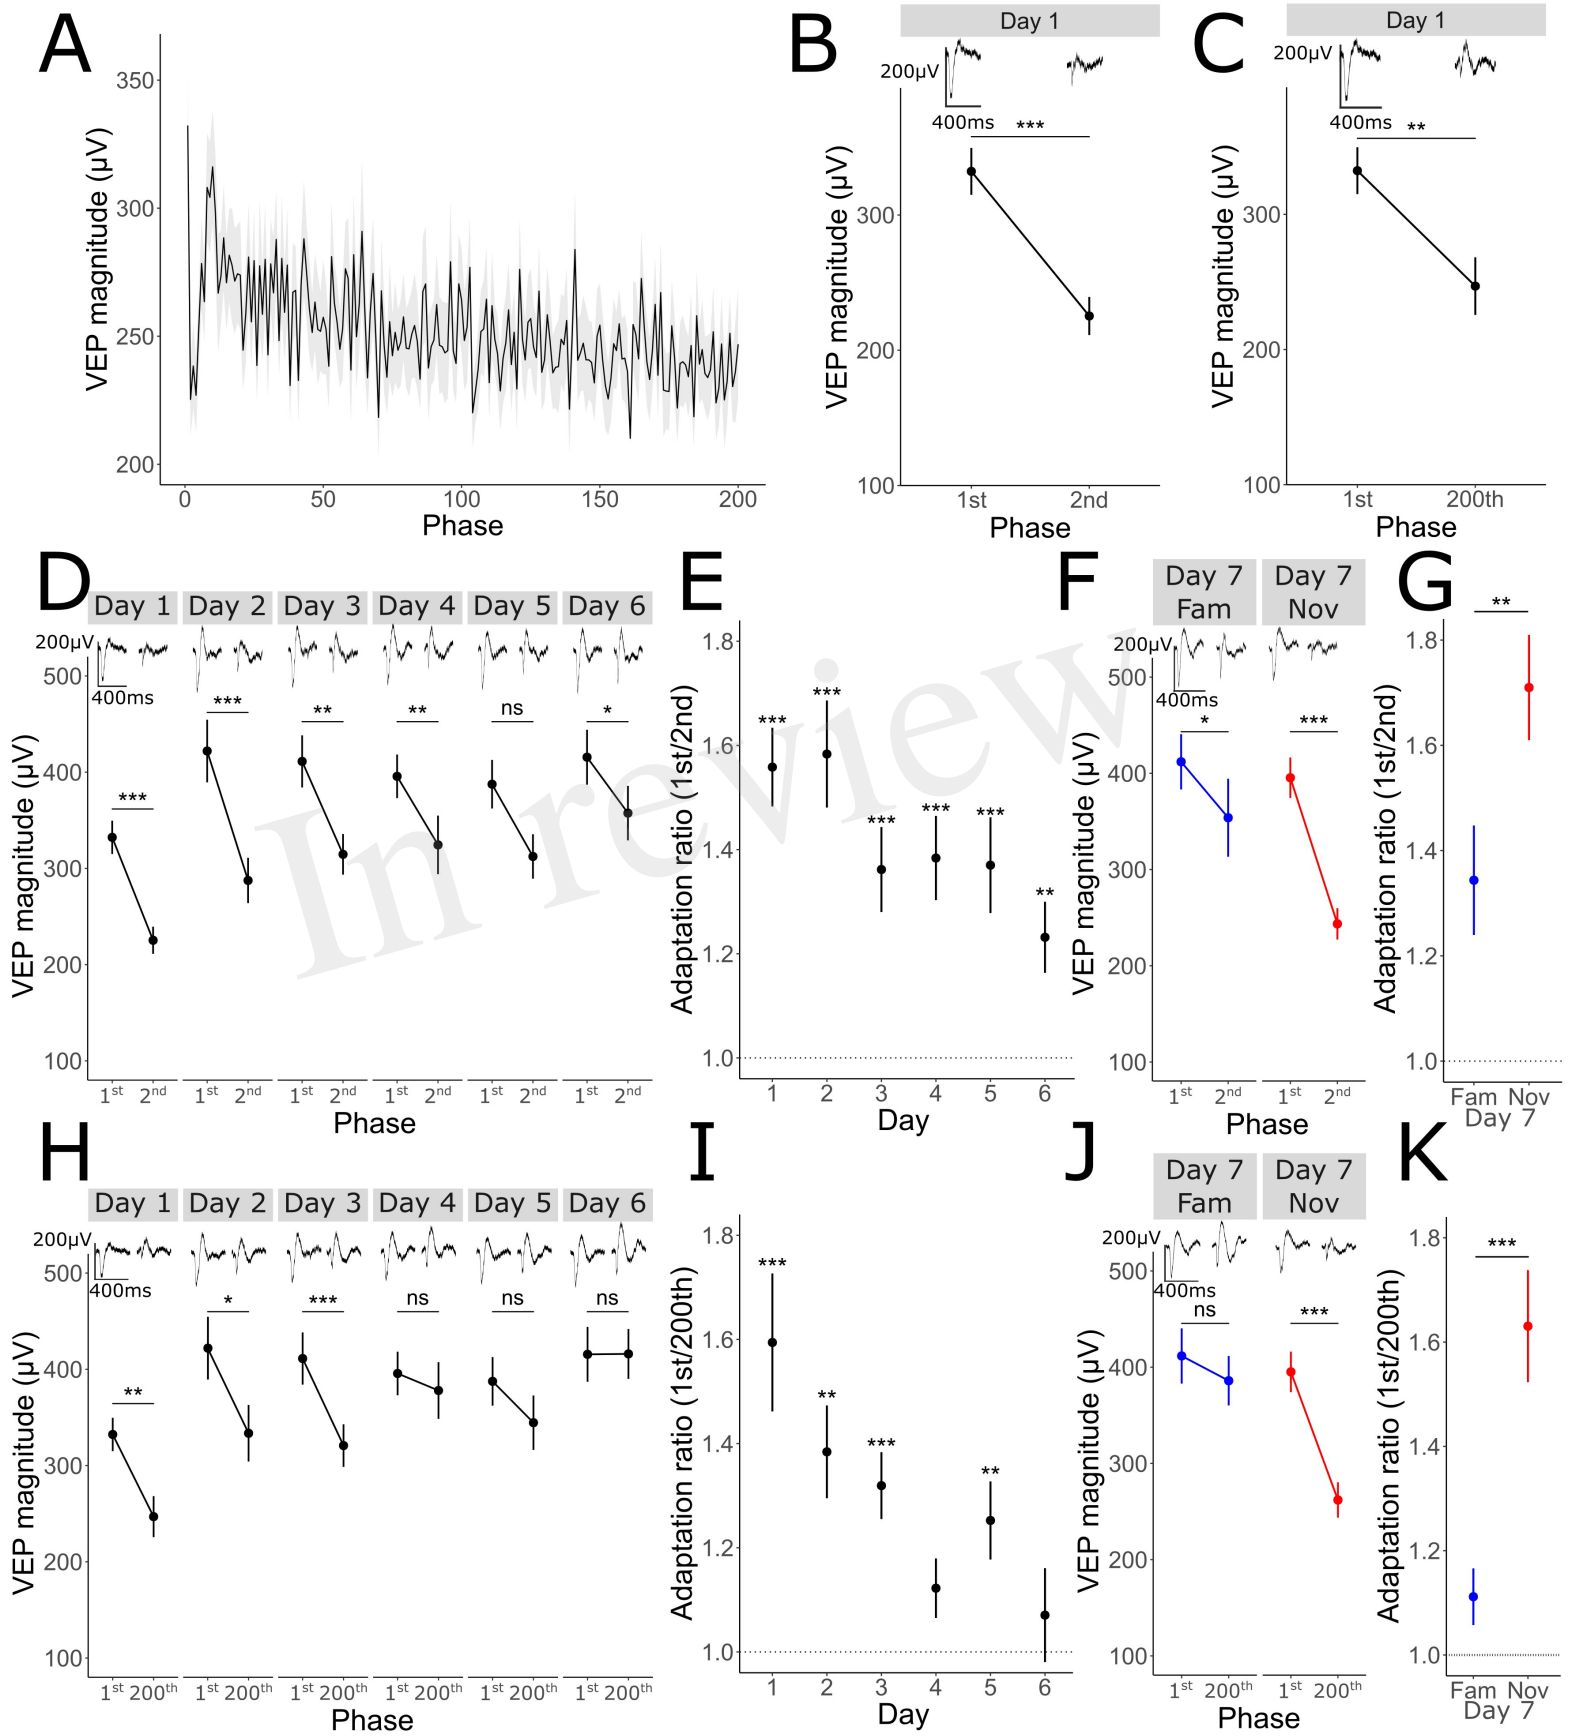 A
350
300
250
200
VEP magnitude (µV)
0 50 100 150 200
Phase
B
Day 1
200µV
400ms
***
300
200
100
VEP magnitude (µV)
1st 2nd
Phase
C
Day 1
200µV
400ms
**
300
200
100
VEP magnitude (µV)
1st 200th
Phase
D
Day 1 Day 2 Day 3 Day 4 Day 5 Day 6
200µV
400ms
*** *** ** ** ns *
500
400
300
200
100
VEP magnitude (µV)
1st 2nd 1st 2nd 1st 2nd 1st 2nd 1st 2nd 1st 2nd
Phase
E
1.8
1.6
1.4
1.2
1.0
Adaptation ratio (1st/2nd)
*** *** *** *** *** **
1 2 3 4 5 6
Day
F
Day 7 Fam
Day 7 Nov
200µV
400ms
* ***
500
400
300
200
100
VEP magnitude (µV)
1st 2nd 1st 2nd
Phase
G
**
1.8
1.6
1.4
1.2
1.0
Adaptation ratio (1st/2nd)
Fam Nov
Day 7
In review
H
Day 1 Day 2 Day 3 Day 4 Day 5 Day 6
200µV
400ms
** * *** ns ns ns
500
400
300
200
100
VEP magnitude (µV)
1st 200th 1st 200th 1st 200th 1st 200th 1st 200th 1st 200th
Phase
I
1.8
1.6
1.4
1.2
1.0
Adaptation ratio (1st/200th)
*** ** *** **
1 2 3 4 5 6
Day
J
Day 7 Fam
Day 7 Nov
200µV
400ms
ns ***
500
400
300
200
100
VEP magnitude (µV)
1st 200th 1st 200th
Phase
K
***
1.8
1.6
1.4
1.2
1.0
Adaptation ratio (1st/200th)
Fam Nov
Day 7